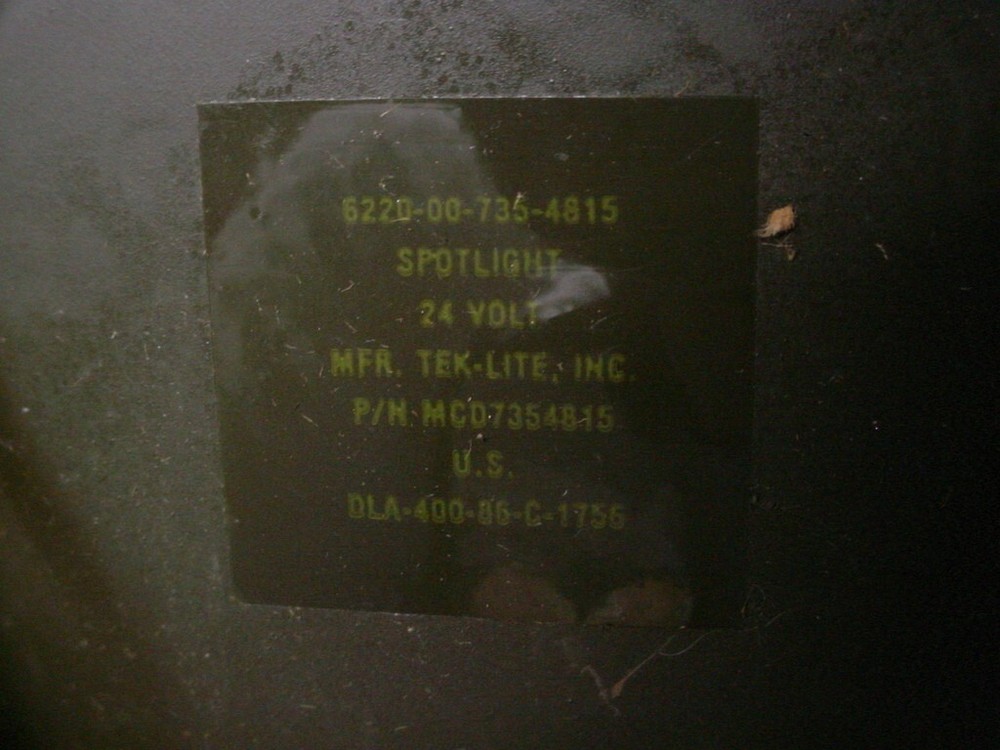 6220-00-735-4815
SPOTLIGHT
24 VOLT
MFR. TEK-LITE, INC.
P/N MCD7354815
U.S.
DLA-400-86-C-1756